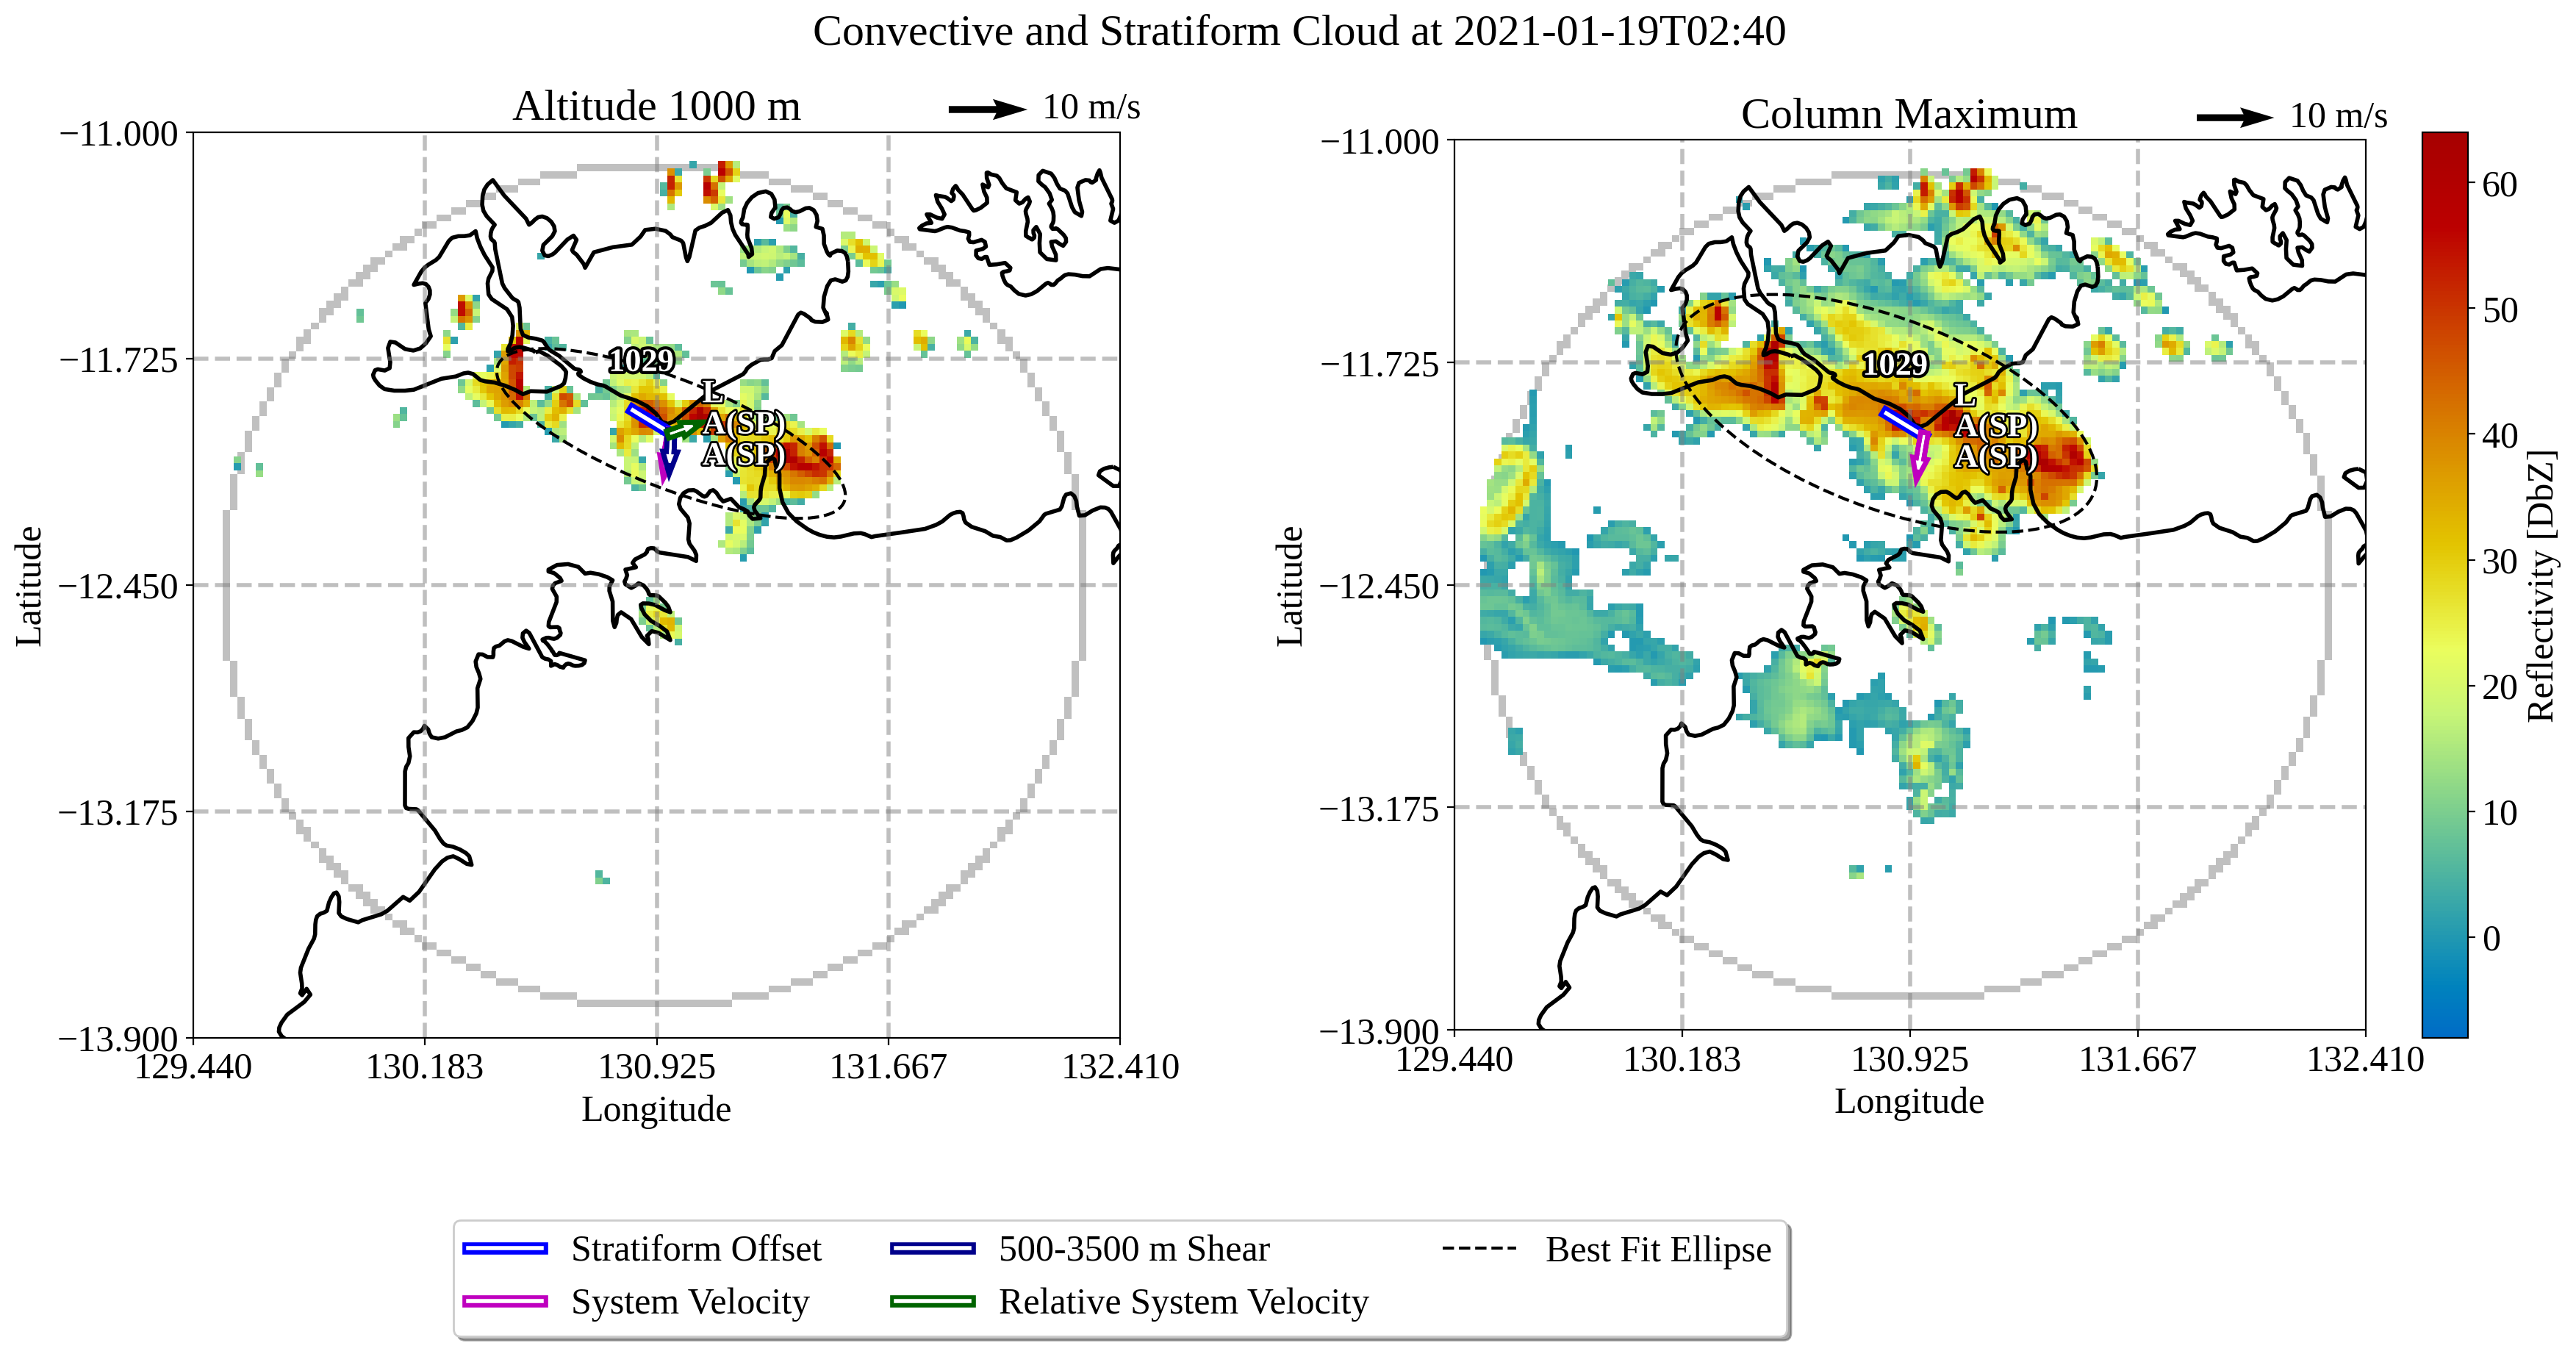 Convective and Stratiform Cloud at 2021-01-19T02:40
Altitude 1000 m
10 m/s
−11.000
−11.725
−12.450
−13.175
−13.900
Latitude
129.440
130.183
130.925
131.667
132.410
Longitude
1029
L
A(SP)
A(SP)
Column Maximum
10 m/s
−11.000
−11.725
−12.450
−13.175
−13.900
Latitude
129.440
130.183
130.925
131.667
132.410
Longitude
1029
L
A(SP)
A(SP)
60
50
40
30
20
10
0
Reflectivity [DbZ]
Stratiform Offset
System Velocity
500-3500 m Shear
Relative System Velocity
Best Fit Ellipse